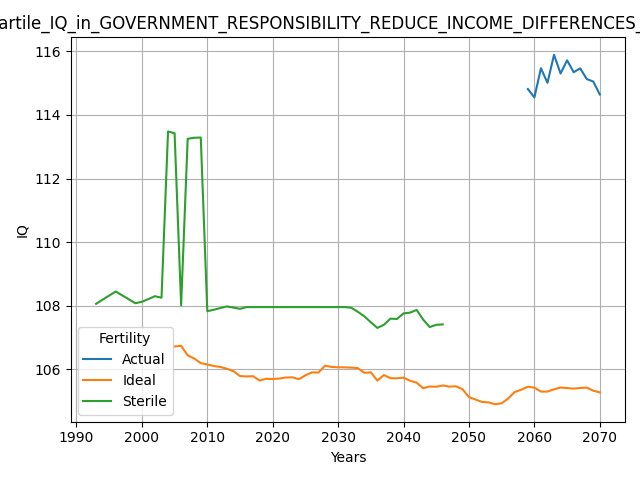 artile_IQ_in_GOVERNMENT_RESPONSIBILITY_REDUCE_INCOME_DIFFERENCES_
116
114
112
110
108
106
IQ
Fertility
Actual
Ideal
Sterile
1990 2000 2010 2020 2030 2040 2050 2060 2070
Years